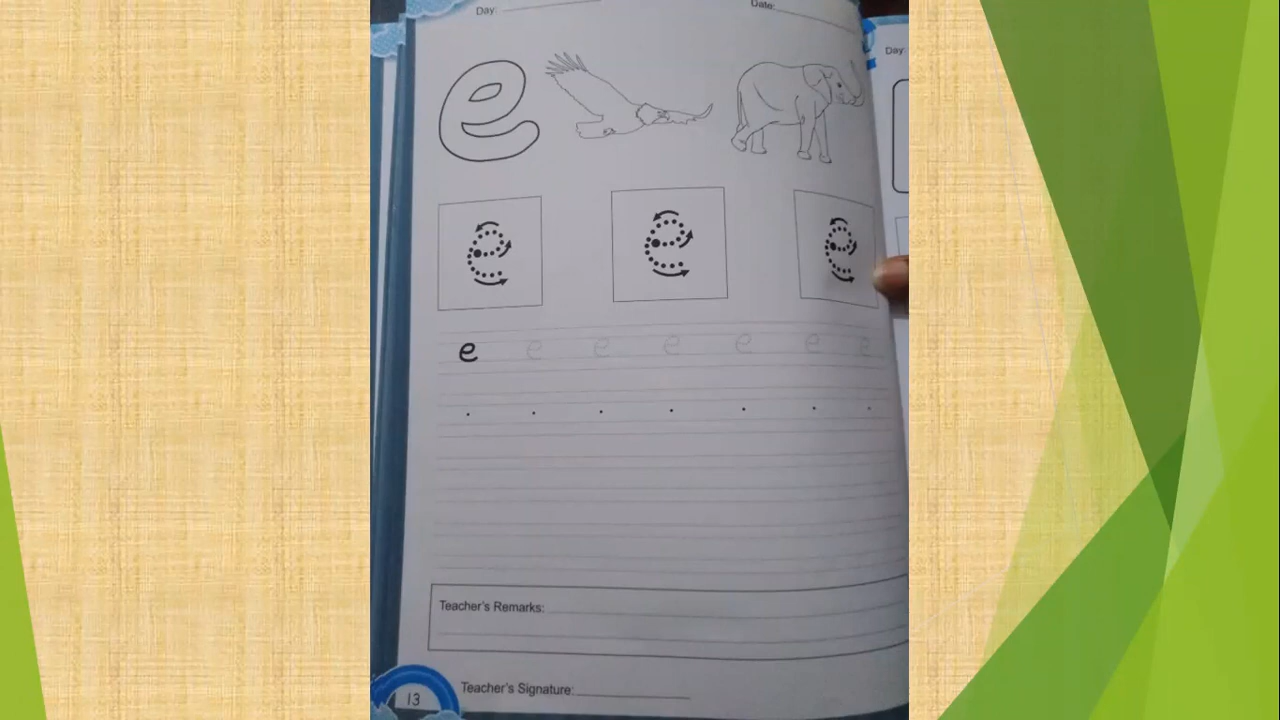 Day: Date:
Day:
e
e e e
e e e e e e e
Teacher's Remarks:
Teacher's Signature:
13